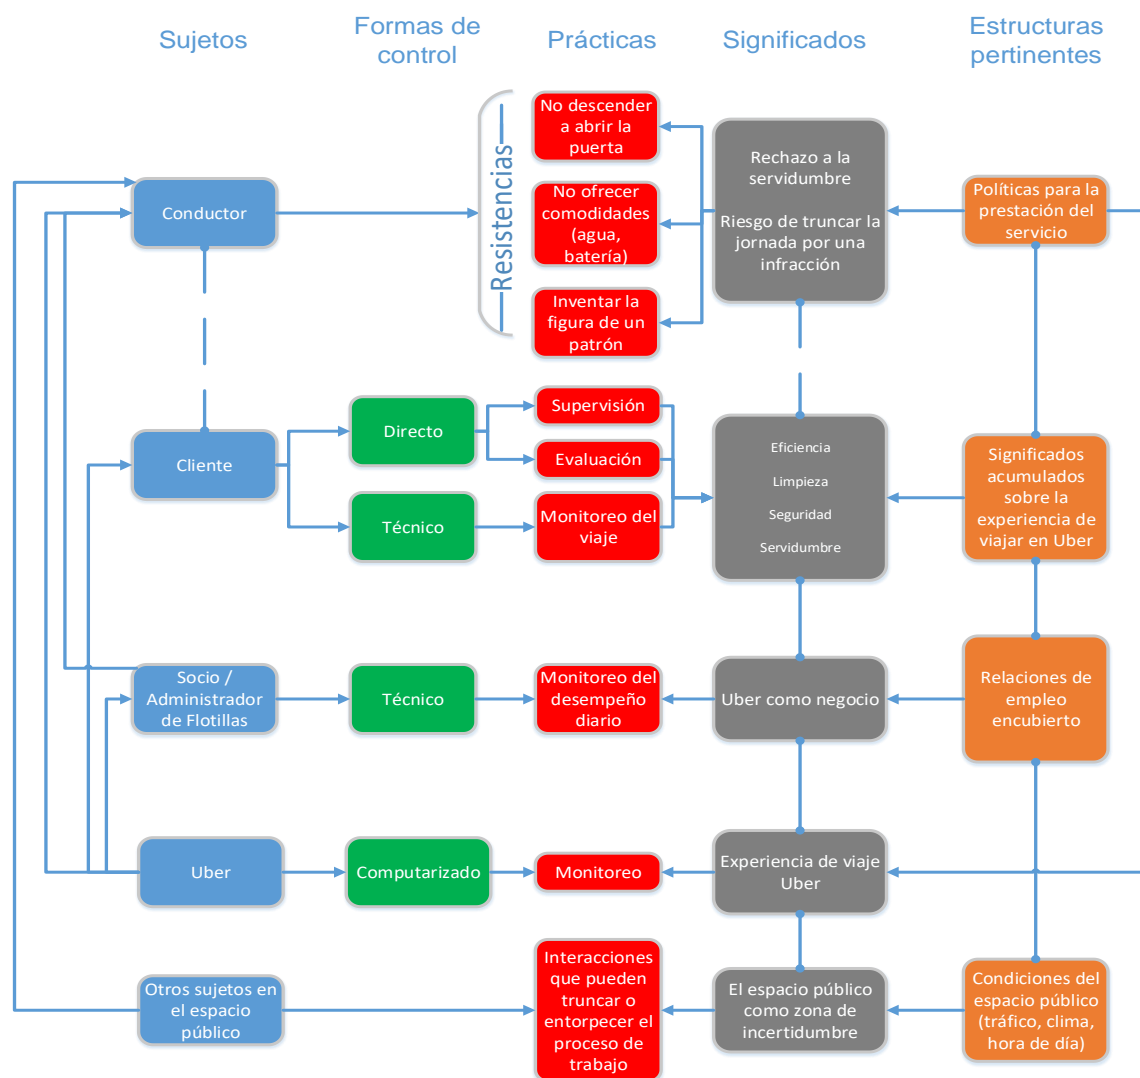 Sujetos
Formas de
control
Prácticas
Significados
Estructuras
pertinentes
Conductor
Resistencias
No descender
a abrir la
puerta
No ofrecer
comodidades
(agua,
batería)
Inventar la
figura de un
patrón
Rechazo a la
servidumbre
Riesgo de truncar la
jornada por una
infracción
Políticas para la
prestación del
servicio
Cliente
Directo
Técnico
Supervisión
Evaluación
Monitoreo del
viaje
Eficiencia
Limpieza
Seguridad
Servidumbre
Significados
acumulados
sobre la
experiencia de
viajar en Uber
Socio /
Administrador
de Flotillas
Técnico
Monitoreo del
desempeño
diario
Uber como negocio
Relaciones de
empleo
encubierto
Uber
Computarizado
Monitoreo
Experiencia de viaje
Uber
Otros sujetos en
el espacio
público
Interacciones
que pueden
truncar o
entorpecer el
proceso de
trabajo
El espacio público
como zona de
incertidumbre
Condiciones del
espacio público
(tráfico, clima,
hora de día)